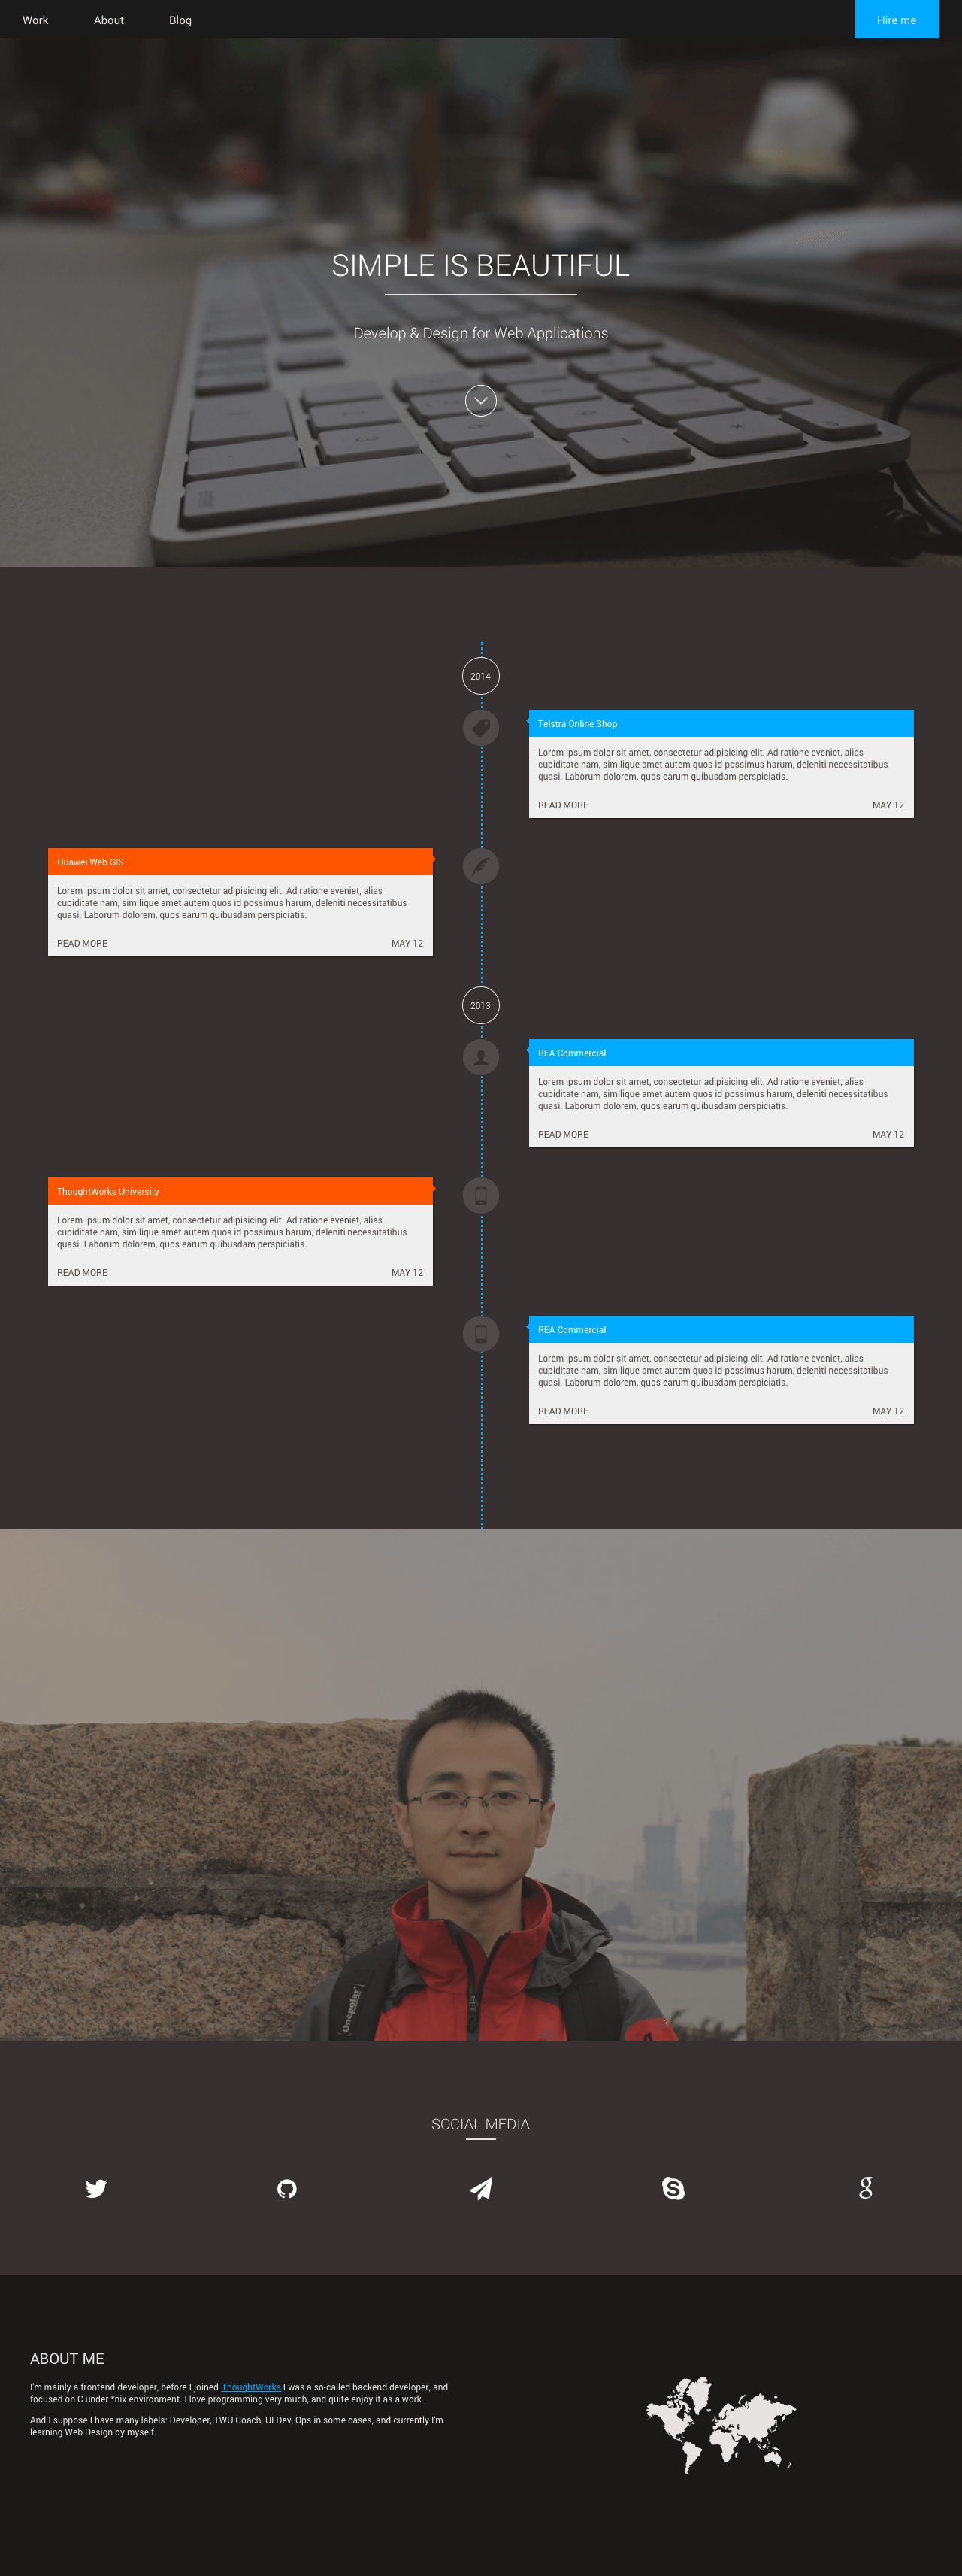 Work About Blog Hire me
SIMPLE IS BEAUTIFUL
Develop & Design for Web Applications
2014
Telstra Online Shop
Lorem ipsum dolor sit amet, consectetur adipisicing elit. Ad ratione eveniet, alias
cupiditate nam, similique amet autem quos id possimus harum, deleniti necessitatibus
quasi. Laborum dolorem, quos earum quibusdam perspiciatis.
READ MORE MAY 12
Huawei Web GIS
Lorem ipsum dolor sit amet, consectetur adipisicing elit. Ad ratione eveniet, alias
cupiditate nam, similique amet autem quos id possimus harum, deleniti necessitatibus
quasi. Laborum dolorem, quos earum quibusdam perspiciatis.
READ MORE MAY 12
2013
REA Commercial
Lorem ipsum dolor sit amet, consectetur adipisicing elit. Ad ratione eveniet, alias
cupiditate nam, similique amet autem quos id possimus harum, deleniti necessitatibus
quasi. Laborum dolorem, quos earum quibusdam perspiciatis.
READ MORE MAY 12
ThoughtWorks University
Lorem ipsum dolor sit amet, consectetur adipisicing elit. Ad ratione eveniet, alias
cupiditate nam, similique amet autem quos id possimus harum, deleniti necessitatibus
quasi. Laborum dolorem, quos earum quibusdam perspiciatis.
READ MORE MAY 12
REA Commercial
Lorem ipsum dolor sit amet, consectetur adipisicing elit. Ad ratione eveniet, alias
cupiditate nam, similique amet autem quos id possimus harum, deleniti necessitatibus
quasi. Laborum dolorem, quos earum quibusdam perspiciatis.
READ MORE MAY 12
Onepolar
SOCIAL MEDIA
ABOUT ME
I'm mainly a frontend developer, before I joined ThoughtWorks I was a so-called backend developer, and
focused on C under *nix environment. I love programming very much, and quite enjoy it as a work.
And I suppose I have many labels: Developer, TWU Coach, UI Dev, Ops in some cases, and currently I'm
learning Web Design by myself.